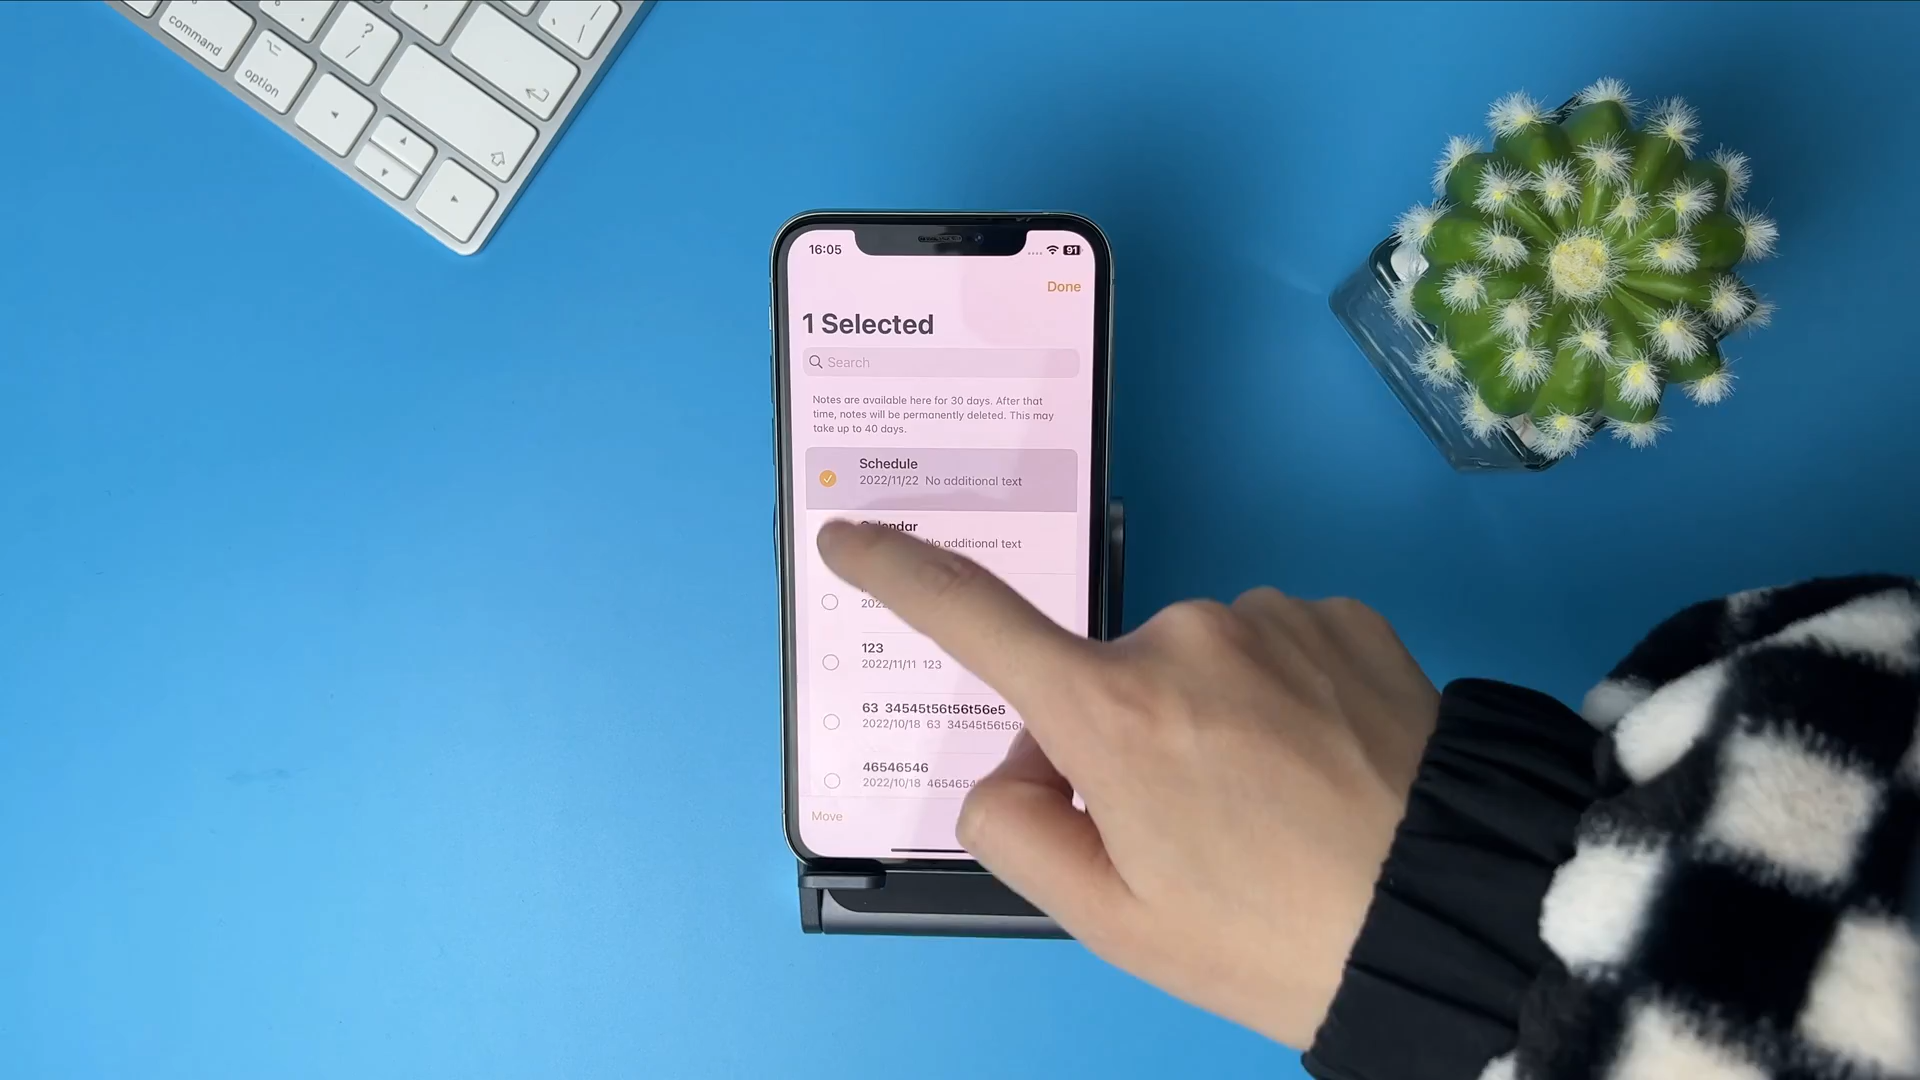 command
option
?
/
16:05
91
Done
1 Selected
Search
Notes are available here for 30 days. After that
time, notes will be permanently deleted. This may
take up to 40 days.
Schedule
2022/11/22 No additional text
Calendar
No additional text
123
2022/11/11 123
63 34545t56t56t56e5
2022/10/18 63 34545t56t56t
46546546
2022/10/18
Move